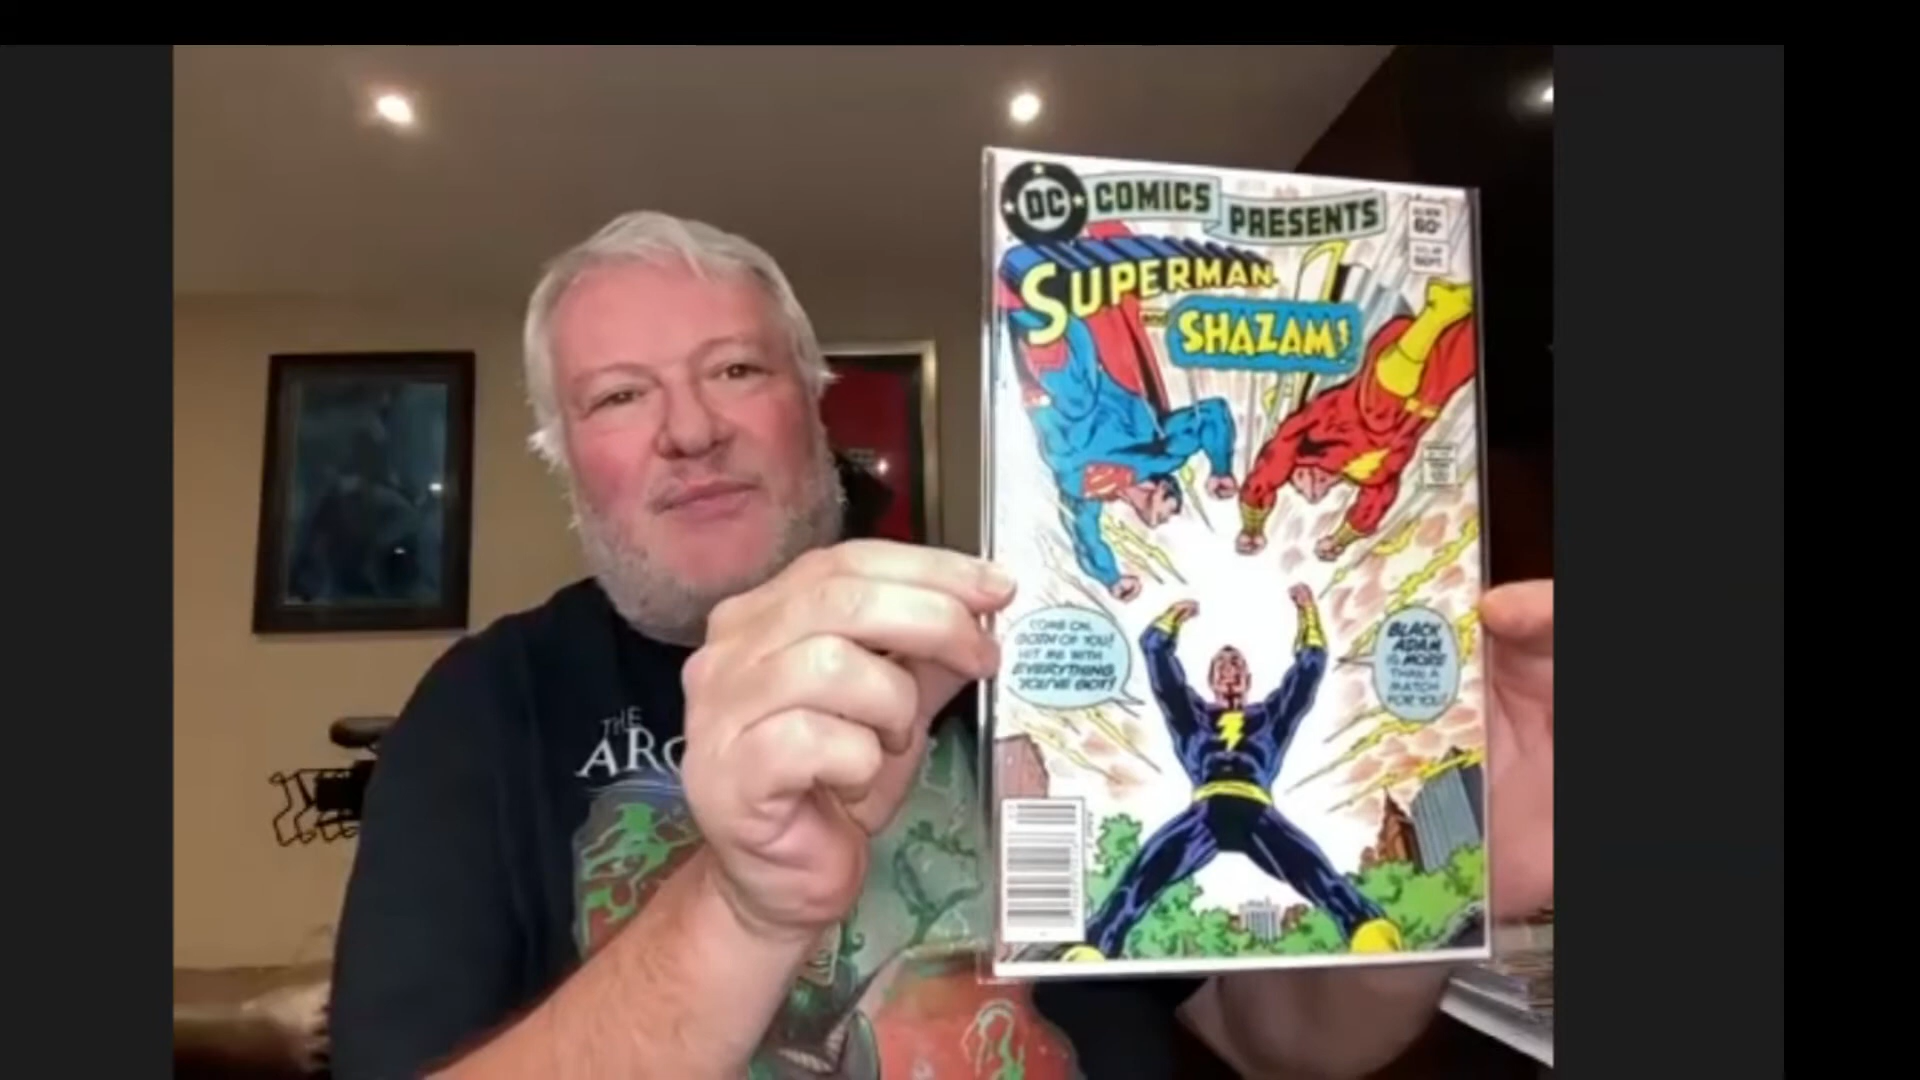 DC COMICS PRESENTS
60¢
SEPT.
SUPERMAN
and
SHAZAM!
COME ON,
BOTH OF YOU!
HIT ME WITH
EVERYTHING
YOU'VE GOT!
BLACK
ADAM
IS MORE
THAN A
MATCH
FOR YOU!
THE
ARC